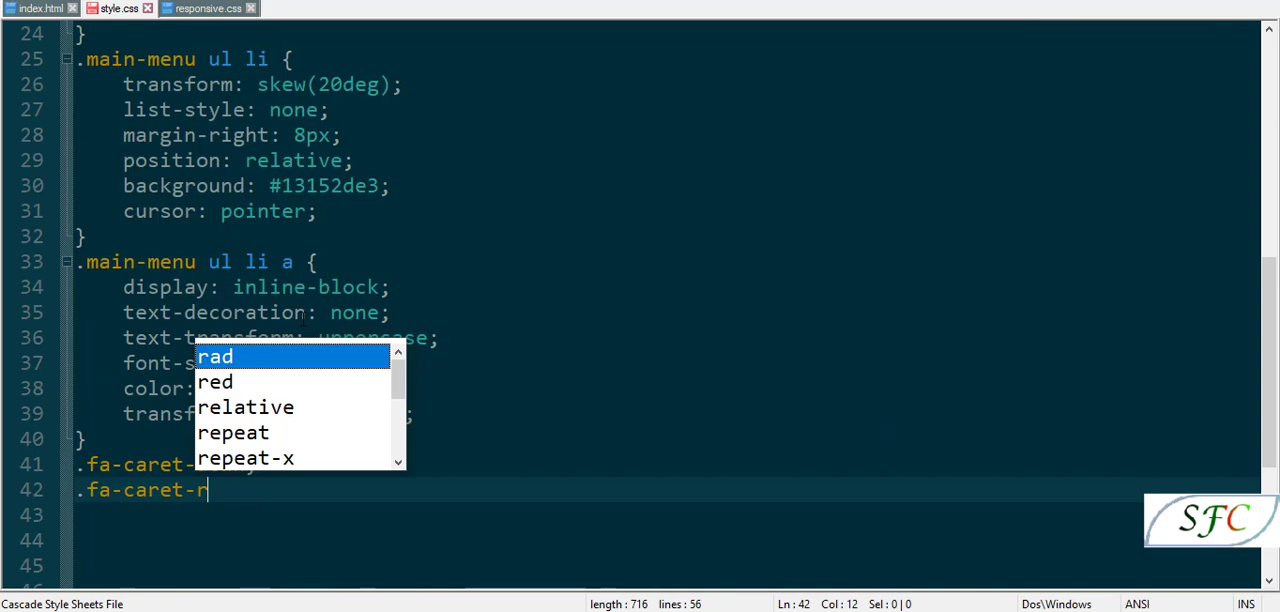 index.html style.css responsive.css
24 }
25 .main-menu ul li {
26 transform: skew(20deg);
27 list-style: none;
28 margin-right: 8px;
29 position: relative;
30 background: #13152de3;
31 cursor: pointer;
32 }
33 .main-menu ul li a {
34 display: inline-block;
35 text-decoration: none;
36 text-transform: uppercase;
37 font-s
38 color:
39 transf ;
40 }
41 .fa-caret-
42 .fa-caret-r
43
44
45
rad
red
relative
repeat
repeat-x
SFC
Cascade Style Sheets File length : 716 lines : 56 Ln : 42 Col : 12 Sel : 0 | 0 Dos\Windows ANSI INS